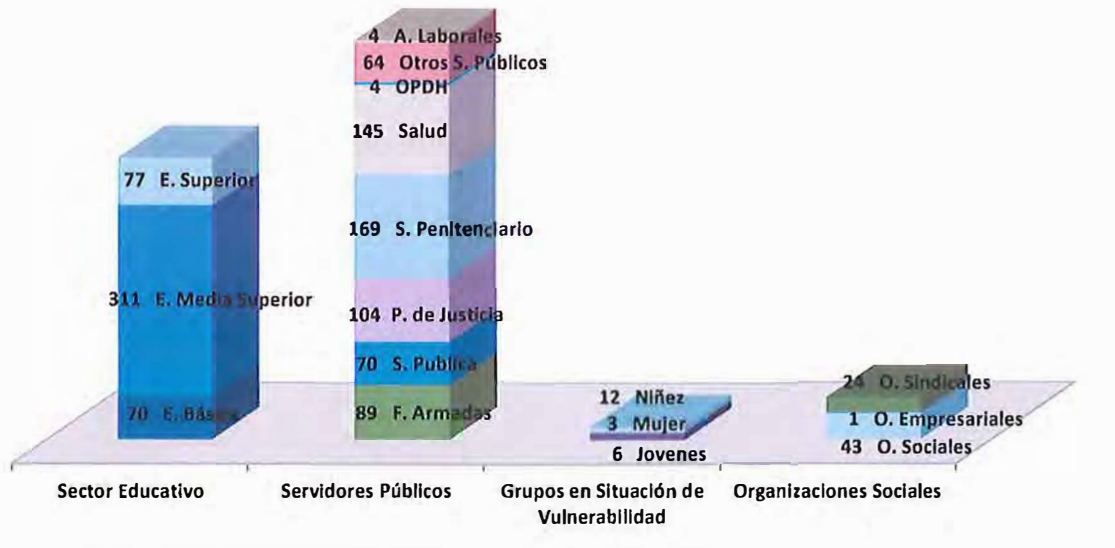 4 A. Laborales
64 Otros S. Públicos
4 OPDH
145 Salud
77 E. Superior
169 S. Penitenciario
311 E. Media Superior
104 P. de Justicia
70 S. Publica
70 E. Básica
89 F. Armadas
12 Niñez
3 Mujer
6 Jovenes
24 O. Sindicales
1 O. Empresariales
43 O. Sociales
Sector Educativo
Servidores Públicos
Grupos en Situación de
Vulnerabilidad
Organizaciones Sociales